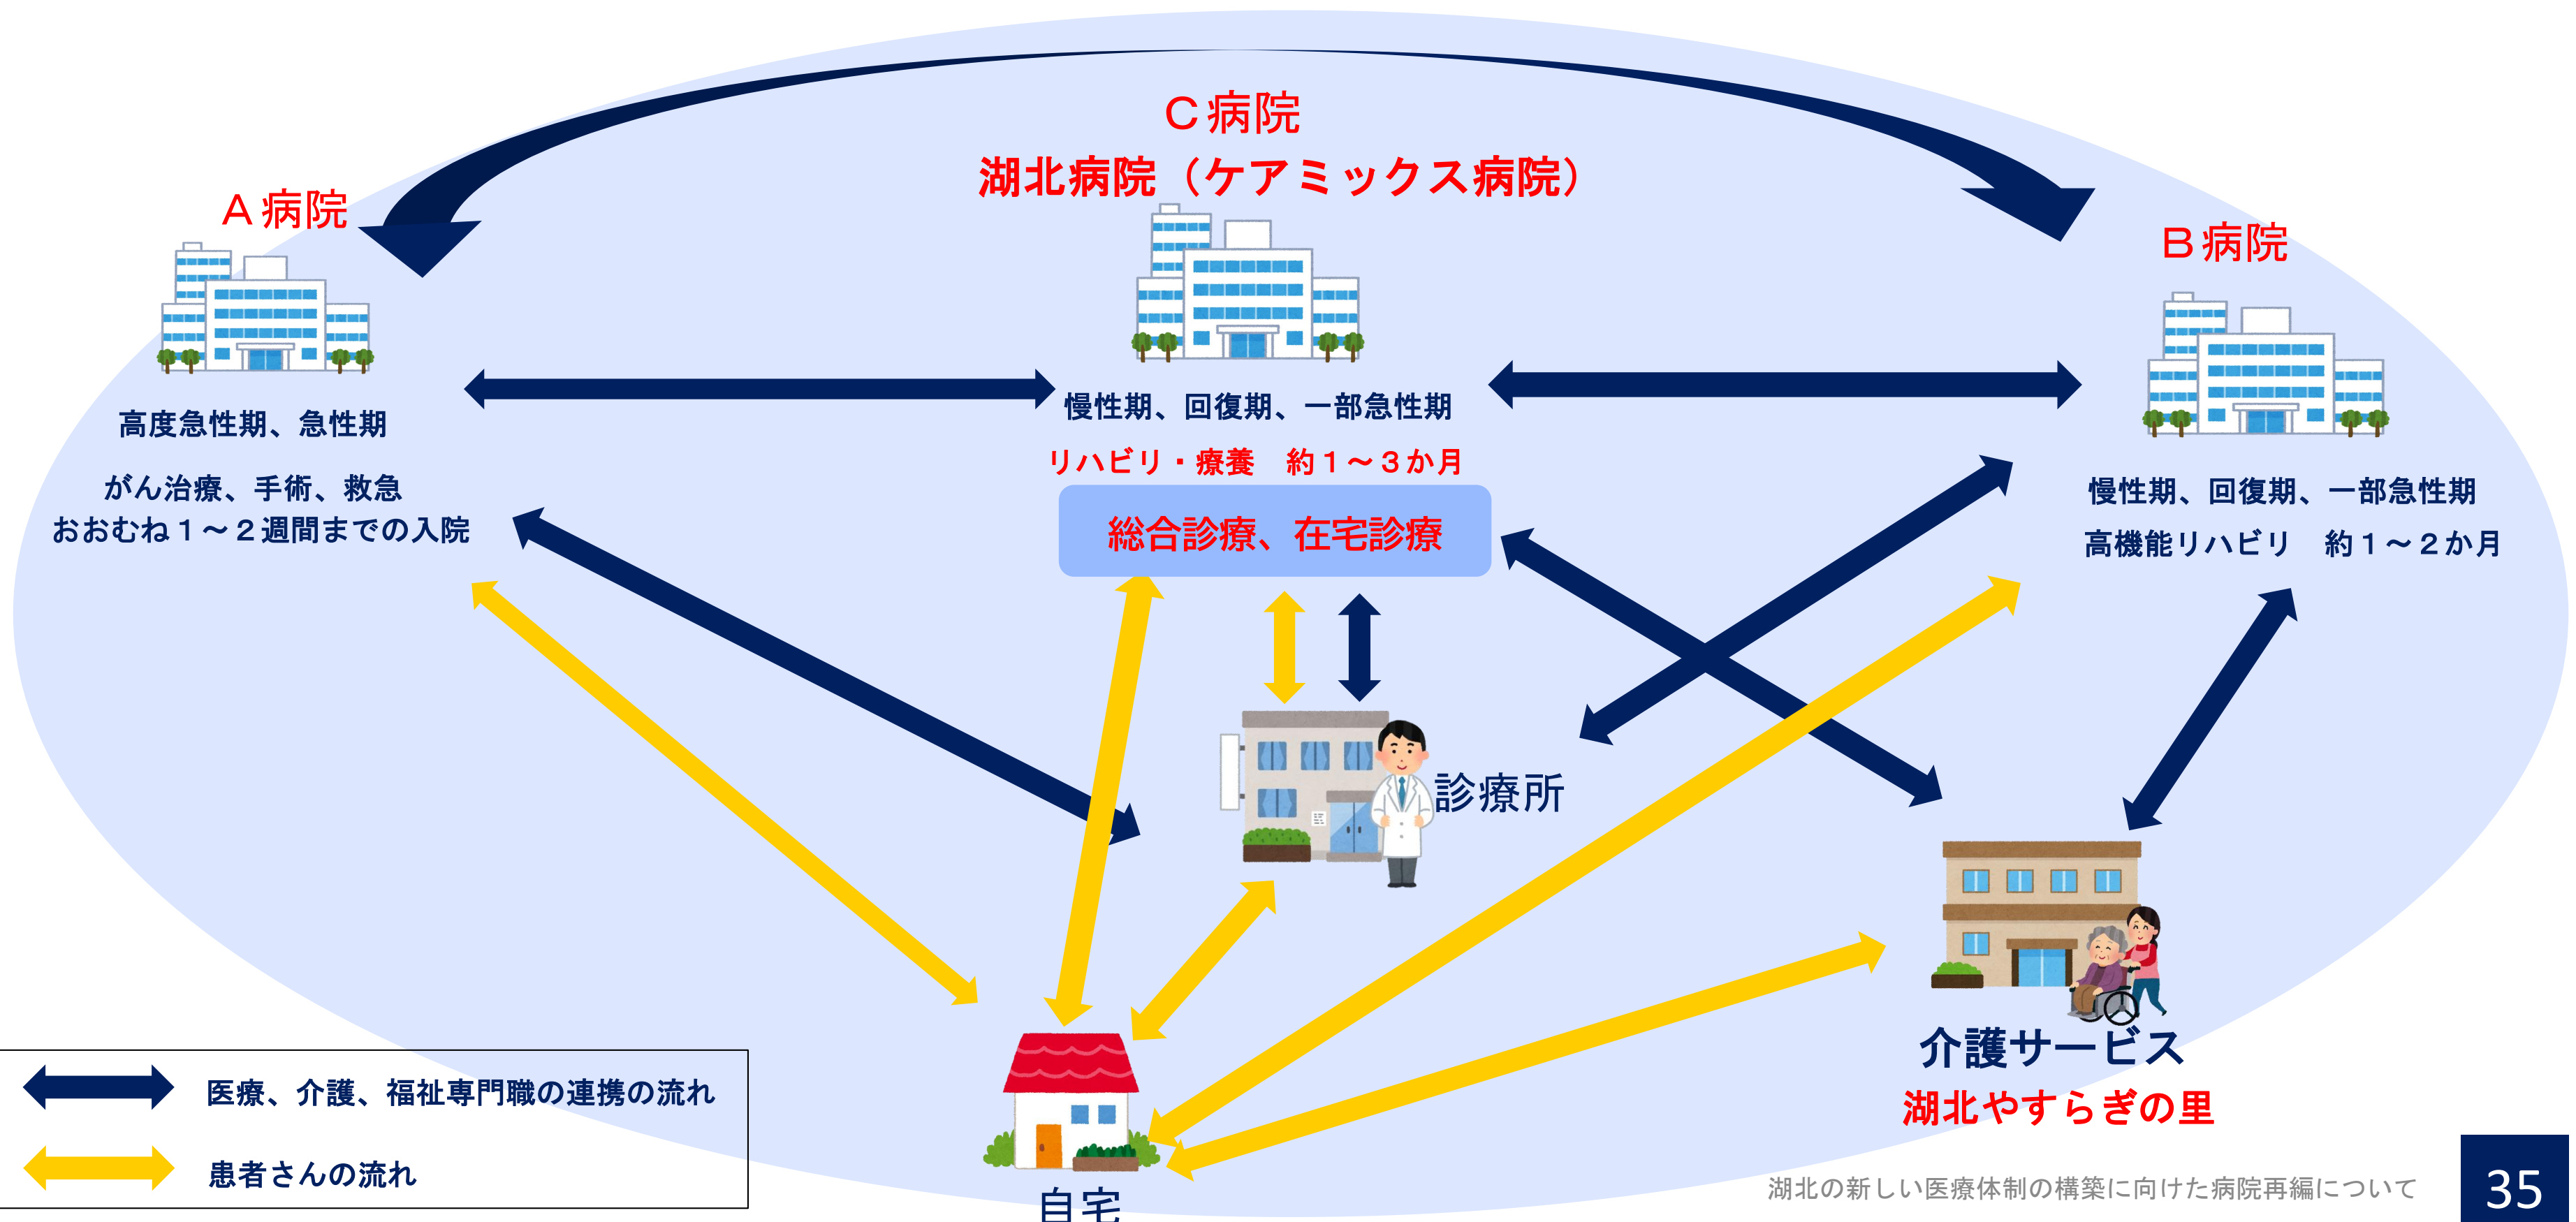 C病院
湖北病院（ケアミックス病院）
A病院
B病院
高度急性期、急性期
がん治療、手術、救急
おおむね１～２週間までの入院
慢性期、回復期、一部急性期
リハビリ・療養　約１～３か月
総合診療、在宅診療
慢性期、回復期、一部急性期
高機能リハビリ　約１～２か月
診療所
介護サービス
湖北やすらぎの里
自宅
医療、介護、福祉専門職の連携の流れ
患者さんの流れ
湖北の新しい医療体制の構築に向けた病院再編について
35